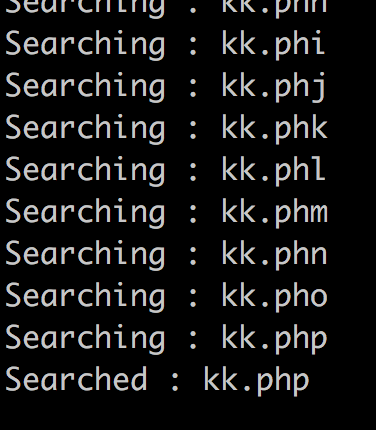 Searching : kk.phh
Searching : kk.phi
Searching : kk.phj
Searching : kk.phk
Searching : kk.phl
Searching : kk.phm
Searching : kk.phn
Searching : kk.pho
Searching : kk.php
Searched : kk.php